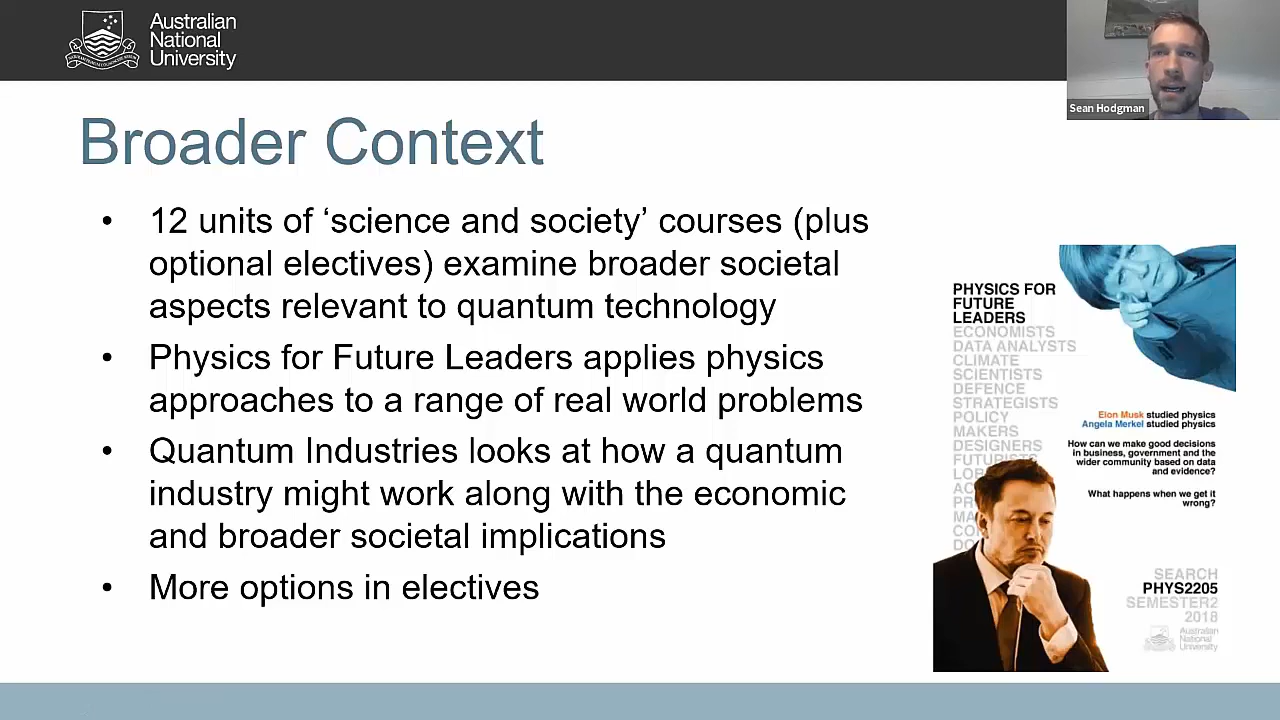 Australian
National
University
Sean Hodgman
Broader Context
• 12 units of ‘science and society’ courses (plus
optional electives) examine broader societal
aspects relevant to quantum technology
• Physics for Future Leaders applies physics
approaches to a range of real world problems
• Quantum Industries looks at how a quantum
industry might work along with the economic
and broader societal implications
• More options in electives
PHYSICS FOR
FUTURE
LEADERS
ECONOMISTS
DATA ANALYSTS
CLIMATE
SCIENTISTS
DEFENCE
STRATEGISTS
POLICY
MAKERS
DESIGNERS
Elon Musk studied physics
Angela Merkel studied physics
How can we make good decisions
in business, government and the
wider community based on data
and evidence?
What happens when we get it
wrong?
SEARCH
PHYS2205
SEMESTER2
2018
Australian
National
University